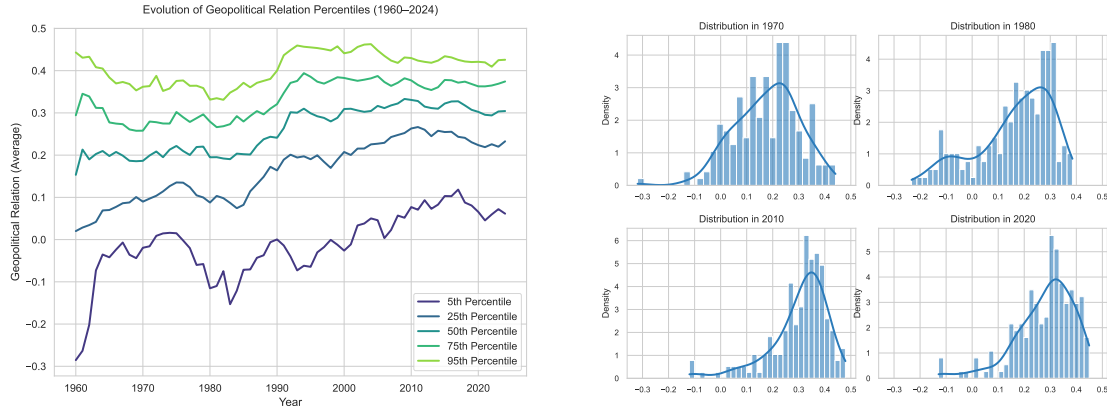 Evolution of Geopolitical Relation Percentiles (1960–2024)
Geopolitical Relation (Average)
0.5
0.4
0.3
0.2
0.1
0.0
−0.1
−0.2
−0.3
1960 1970 1980 1990 2000 2010 2020
Year
5th Percentile
25th Percentile
50th Percentile
75th Percentile
95th Percentile
Distribution in 1970
Density
4
3
2
1
0
−0.3 −0.2 −0.1 0.0 0.1 0.2 0.3 0.4 0.5
Distribution in 1980
Density
4
3
2
1
0
−0.3 −0.2 −0.1 0.0 0.1 0.2 0.3 0.4 0.5
Distribution in 2010
Density
6
5
4
3
2
1
0
−0.3 −0.2 −0.1 0.0 0.1 0.2 0.3 0.4 0.5
Distribution in 2020
Density
5
4
3
2
1
0
−0.3 −0.2 −0.1 0.0 0.1 0.2 0.3 0.4 0.5